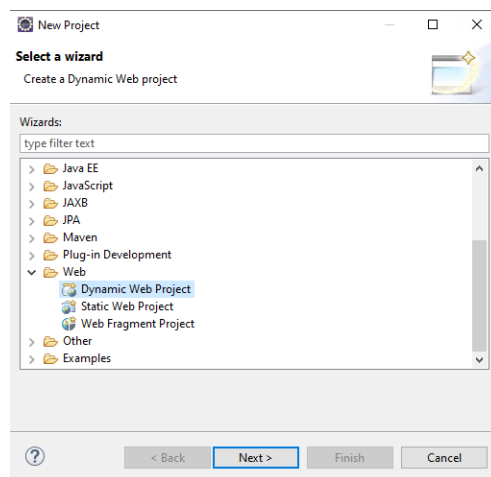 New Project
Select a wizard
Create a Dynamic Web project
Wizards:
type filter text
Java EE
JavaScript
JAXB
JPA
Maven
Plug-in Development
Web
Dynamic Web Project
Static Web Project
Web Fragment Project
Other
Examples
? < Back Next > Finish Cancel